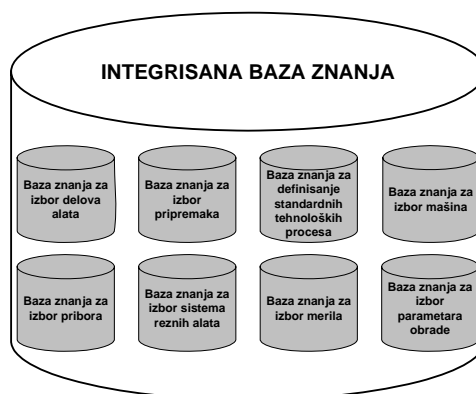 INTEGRISANA BAZA ZNANJA
Baza znanja za
izbor delova
alata
Baza znanja za
izbor
pripremaka
Baza znanja za
definisanje
standardnih
tehnoloških
procesa
Baza znanja za
izbor mašina
Baza znanja za
izbor pribora
Baza znanja za
izbor sistema
reznih alata
Baza znanja za
izbor merila
Baza znanja za
izbor
parametara
obrade